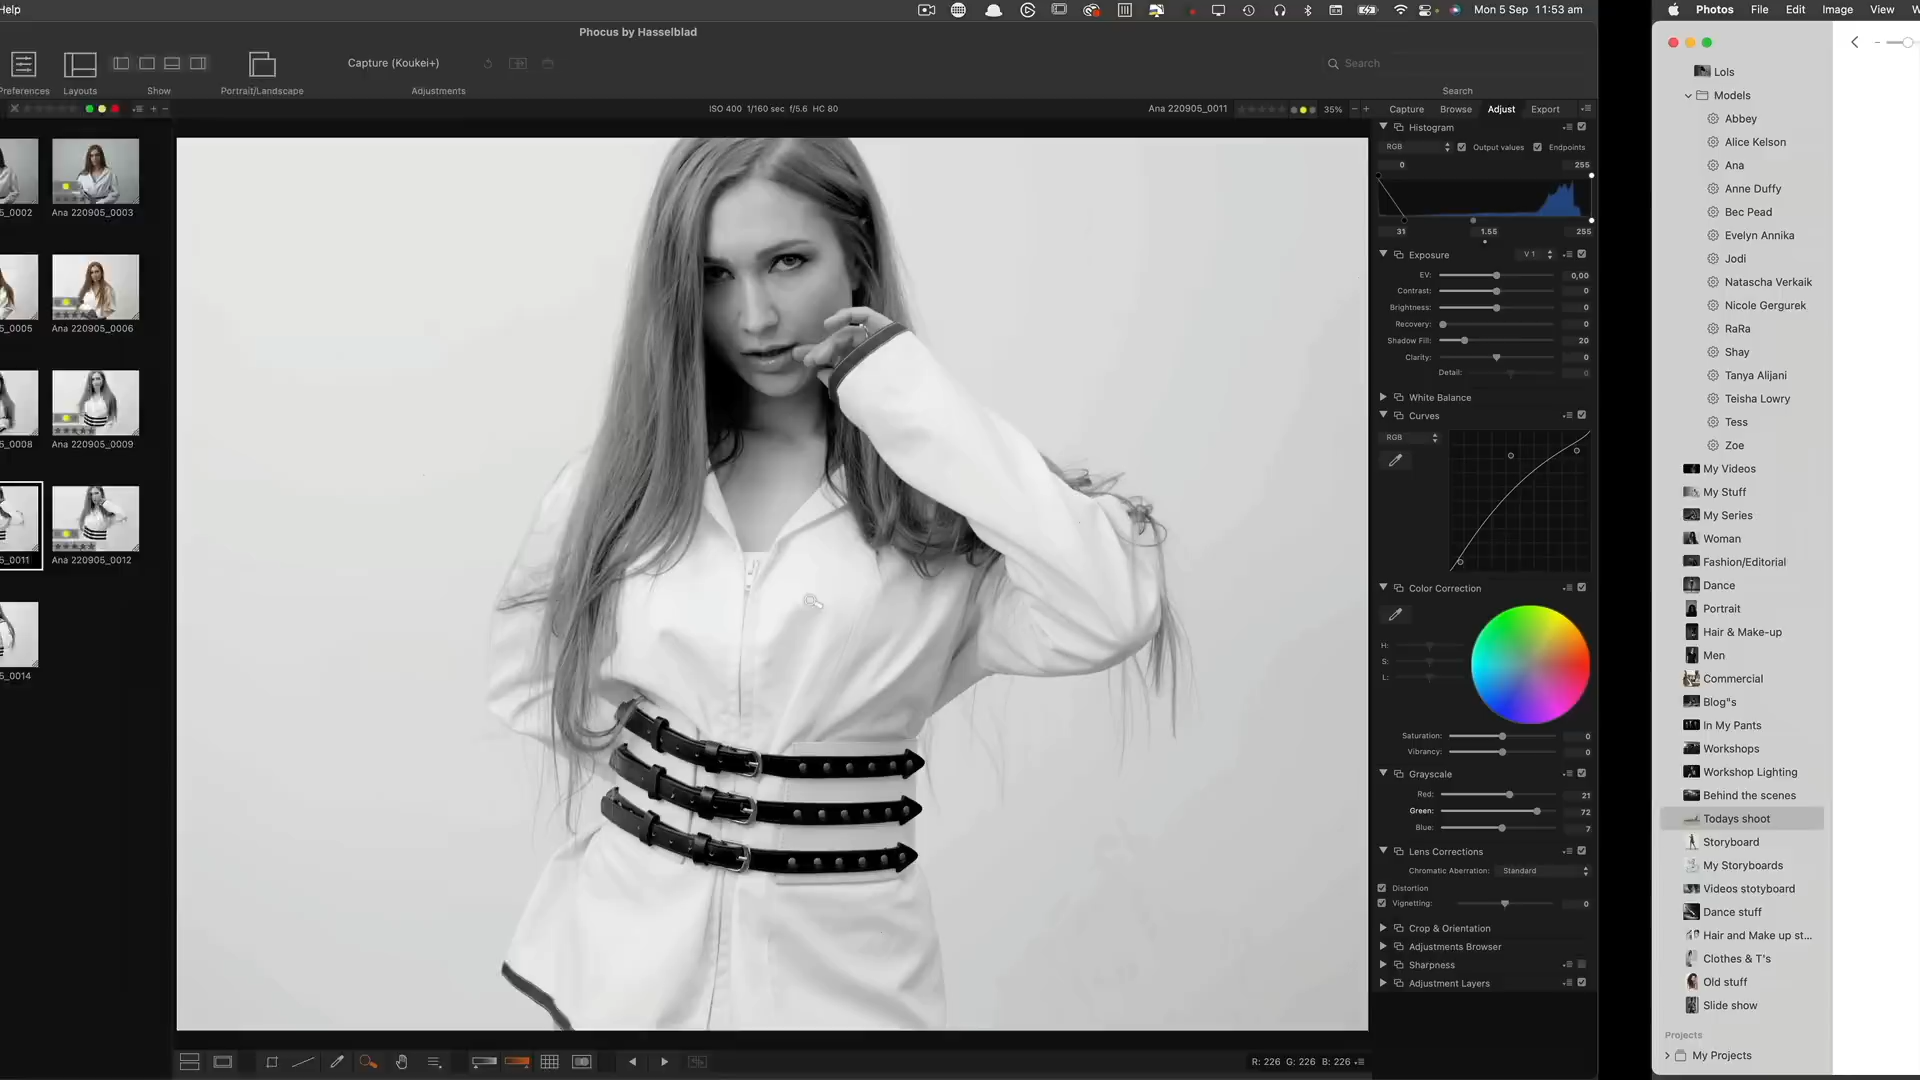 Help
Mon 5 Sep 11:53 am
Photos File Edit Image View
Phocus by Hasselblad
Capture (Koukei+)
Search
Preferences Layouts Show Portrait/Landscape Adjustments Search
ISO 400 1/160 sec f/5.6 HC 80
Ana 220905_0011
35%
Capture Browse Adjust Export
5_0002 Ana 220905_0003
5_0005 Ana 220905_0006
5_0008 Ana 220905_0009
5_0011 Ana 220905_0012
5_0014
Histogram
RGB Output values Endpoints
0 255
31 1.55 255
Exposure V 1
EV: 0,00
Contrast: 0
Brightness: 0
Recovery: 0
Shadow Fill: 20
Clarity: 0
Detail: 0
White Balance
Curves
RGB
Color Correction
H:
S:
L:
Saturation: 0
Vibrancy: 0
Grayscale
Red: 21
Green: 72
Blue: 7
Lens Corrections
Chromatic Aberration: Standard
Distortion
Vignetting: 0
Crop & Orientation
Adjustments Browser
Sharpness
Adjustment Layers
R: 226 G: 226 B: 226
Lols
Models
Abbey
Alice Kelson
Ana
Anne Duffy
Bec Pead
Evelyn Annika
Jodi
Natascha Verkaik
Nicole Gergurek
RaRa
Shay
Tanya Alijani
Teisha Lowry
Tess
Zoe
My Videos
My Stuff
My Series
Woman
Fashion/Editorial
Dance
Portrait
Hair & Make-up
Men
Commercial
Blog"s
In My Pants
Workshops
Workshop Lighting
Behind the scenes
Todays shoot
Storyboard
My Storyboards
Videos stotyboard
Dance stuff
Hair and Make up st...
Clothes & T's
Old stuff
Slide show
Projects
My Projects